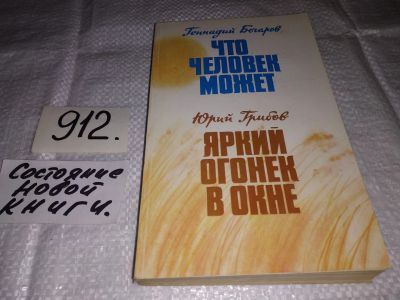 Геннадий Бочаров
ЧТО
ЧЕЛОВЕК
МОЖЕТ
Юрий Грибов
ЯРКИЙ
ОГОНЕК
В ОКНЕ
912.
Состояние
новой
книги.